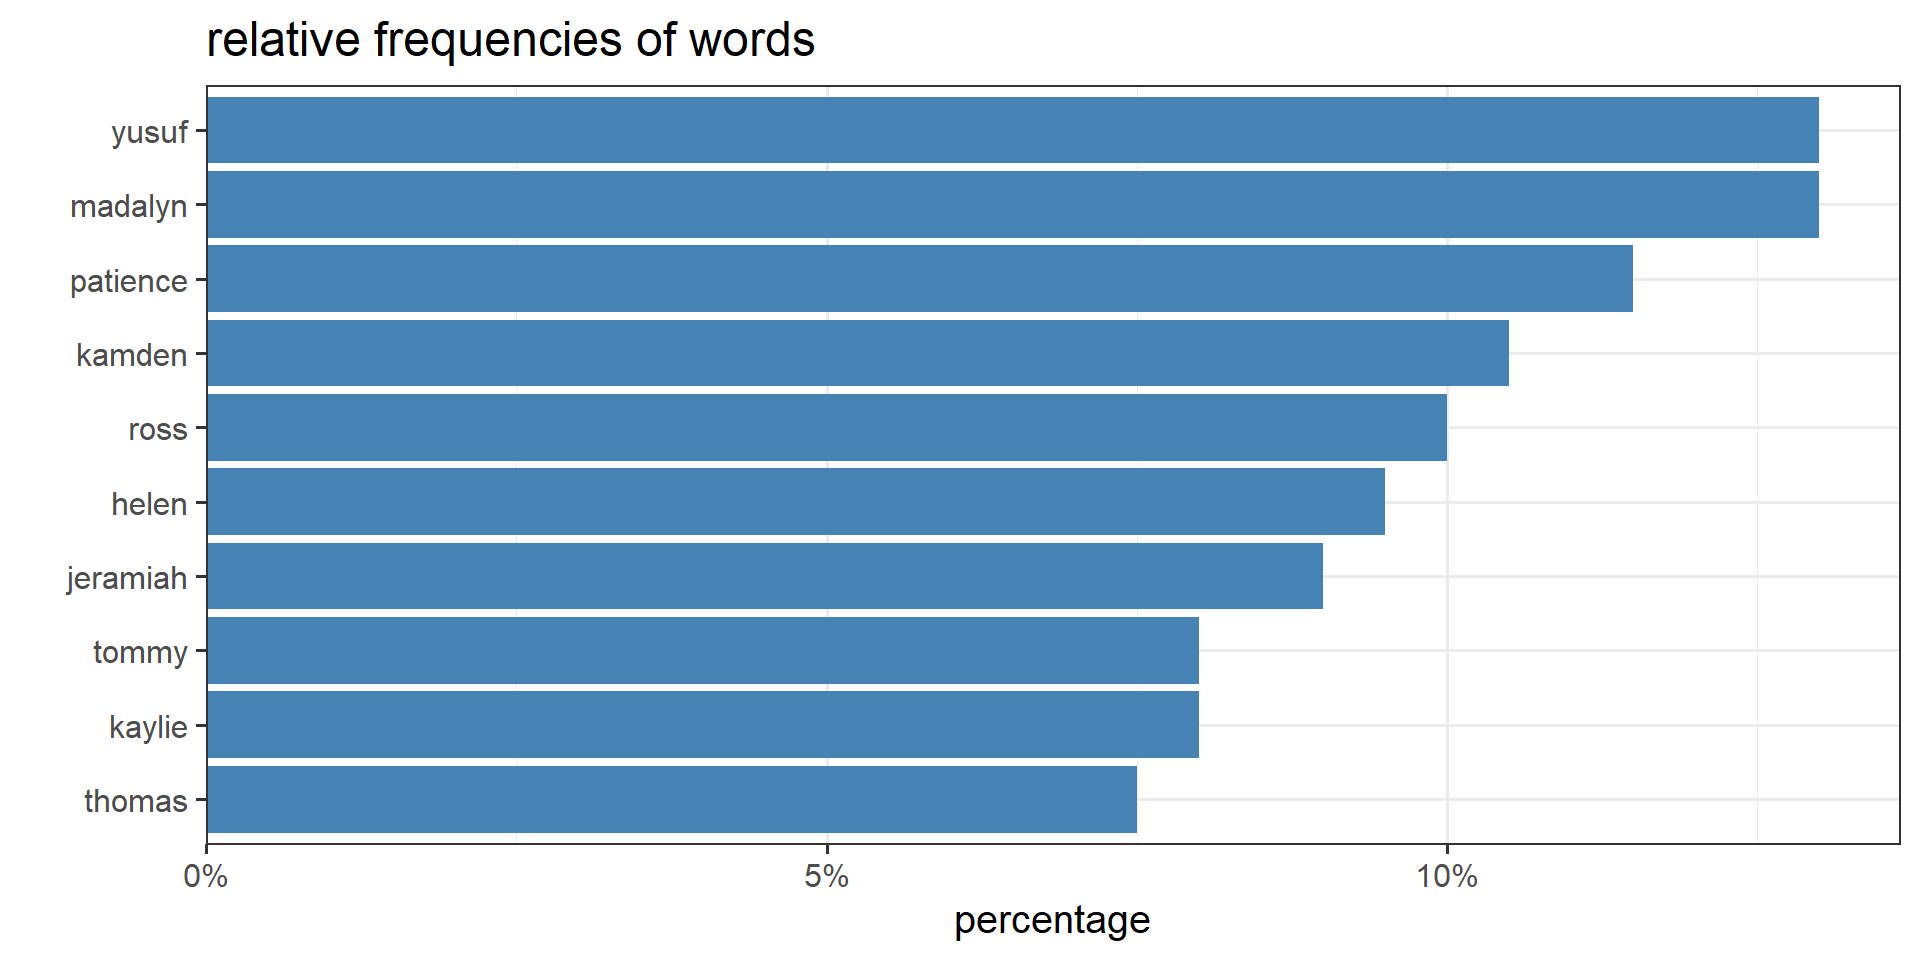 relative frequencies of words
yusuf
madalyn
patience
kamden
ross
helen
jeramiah
tommy
kaylie
thomas
0% 5% 10%
percentage